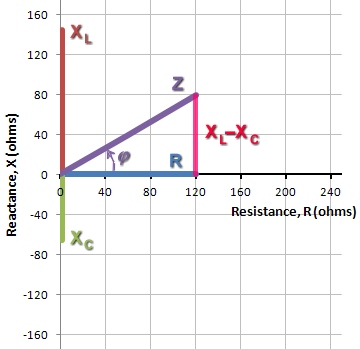 160
120
80
40
0
-40
-80
-120
-160
Reactance, X (ohms)
X_L
Z
X_L–X_C
φ
R
0 40 80 120 160 200 240
Resistance, R (ohms)
X_C